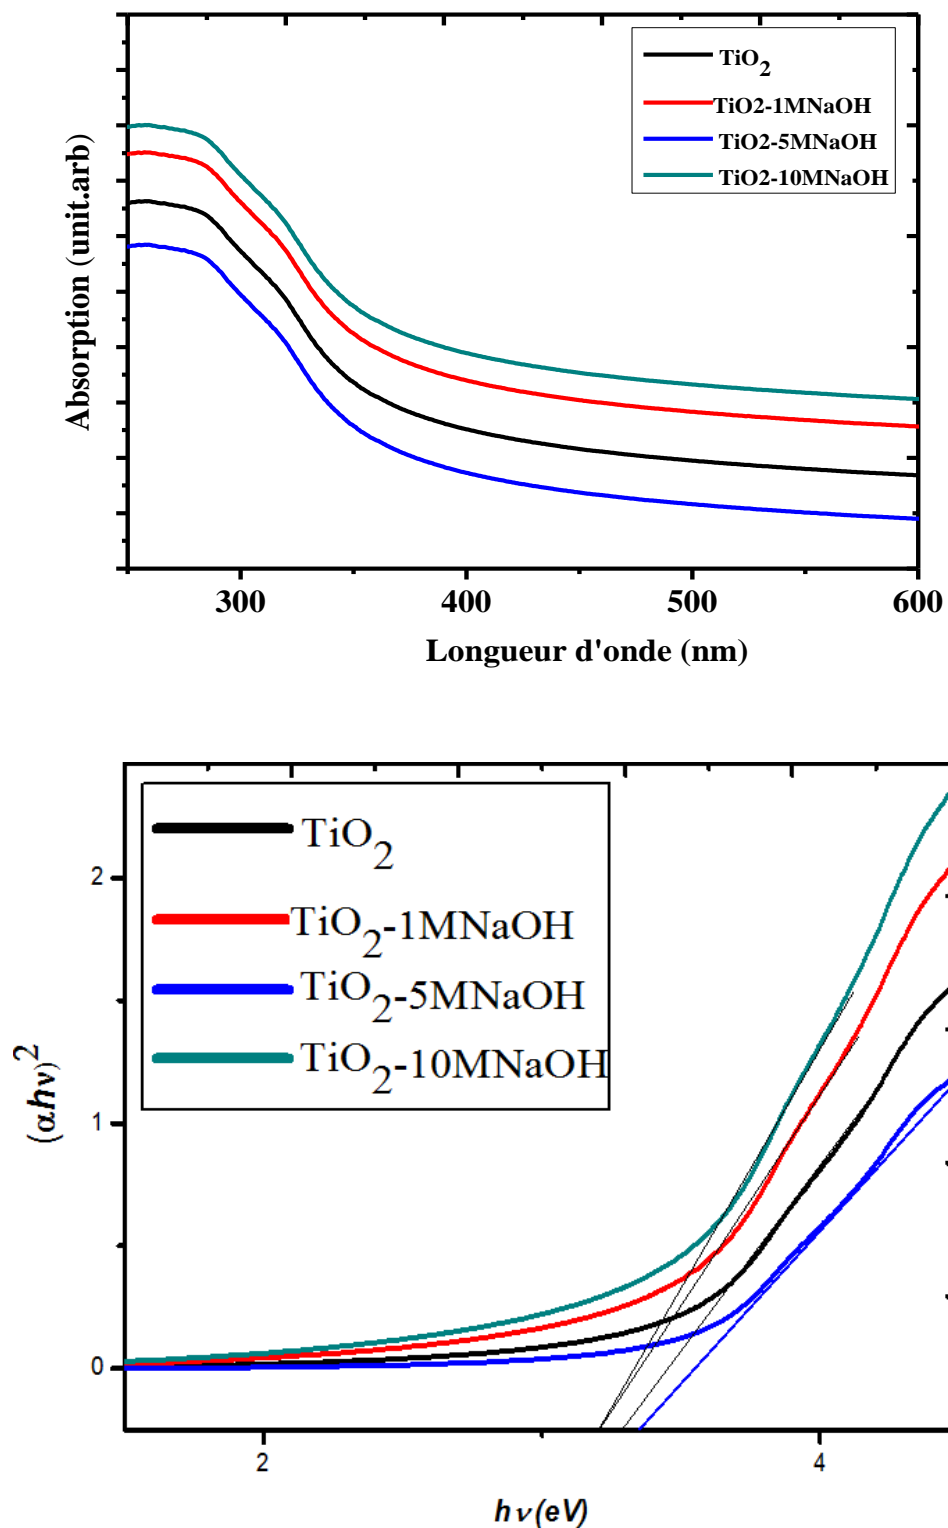 TiO2
TiO2-1MNaOH
TiO2-5MNaOH
TiO2-10MNaOH
Absorption (unit.arb)
300 400 500 600
Longueur d'onde (nm)
TiO2
TiO2-1MNaOH
TiO2-5MNaOH
TiO2-10MNaOH
(αhν)2
2
1
0
2 4
hν(eV)